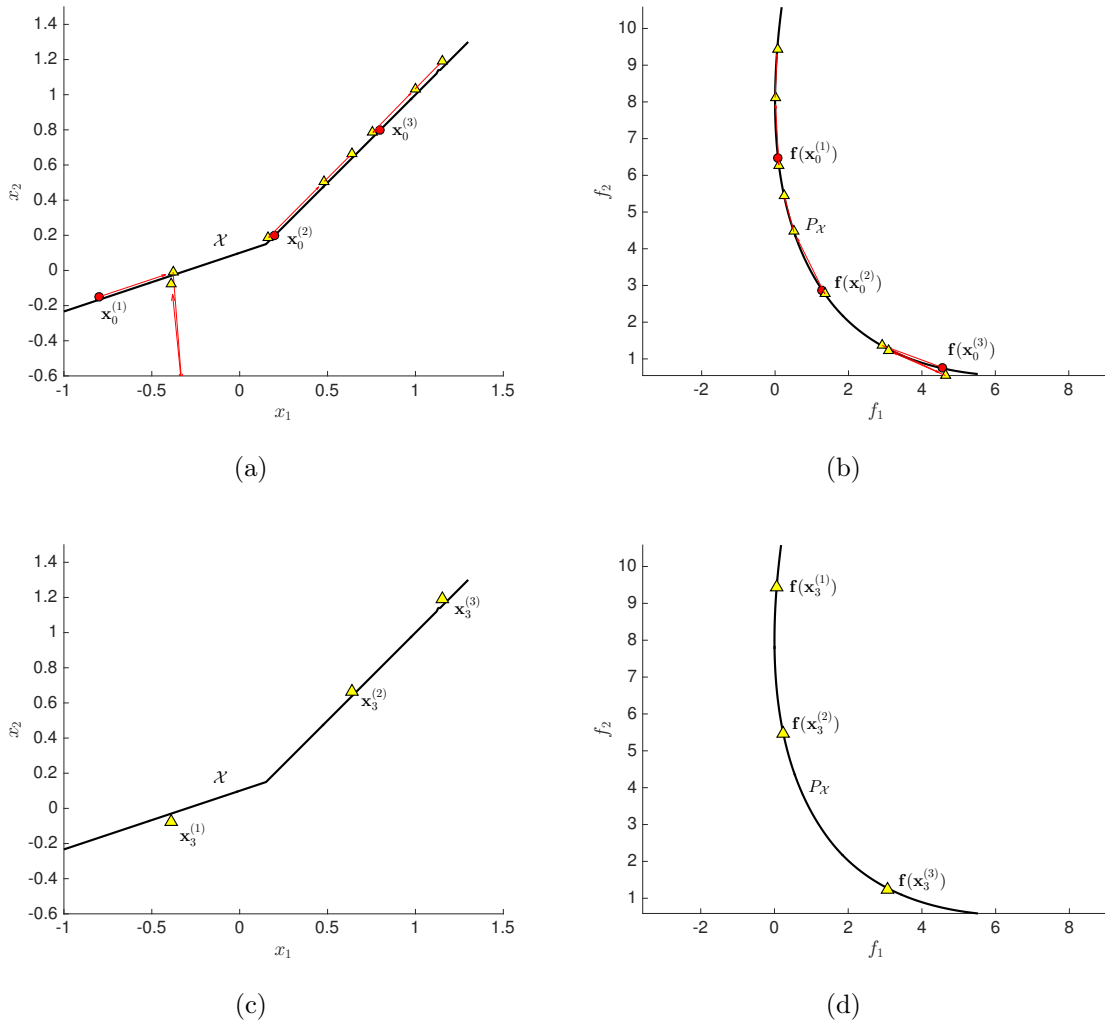 1.4
1.2
1
0.8
0.6
0.4
0.2
0
-0.2
-0.4
-0.6
-1
-0.5
0
0.5
1
1.5
x₁
x₂
𝒳
x₀⁽¹⁾
x₀⁽²⁾
x₀⁽³⁾
(a)
10
9
8
7
6
5
4
3
2
1
-2
0
2
4
6
8
f₁
f₂
f(x₀⁽¹⁾)
P𝒳
f(x₀⁽²⁾)
f(x₀⁽³⁾)
(b)
1.4
1.2
1
0.8
0.6
0.4
0.2
0
-0.2
-0.4
-0.6
-1
-0.5
0
0.5
1
1.5
x₁
x₂
x₃⁽³⁾
x₃⁽²⁾
𝒳
x₃⁽¹⁾
(c)
10
9
8
7
6
5
4
3
2
1
-2
0
2
4
6
8
f₁
f₂
f(x₃⁽¹⁾)
f(x₃⁽²⁾)
P𝒳
f(x₃⁽³⁾)
(d)